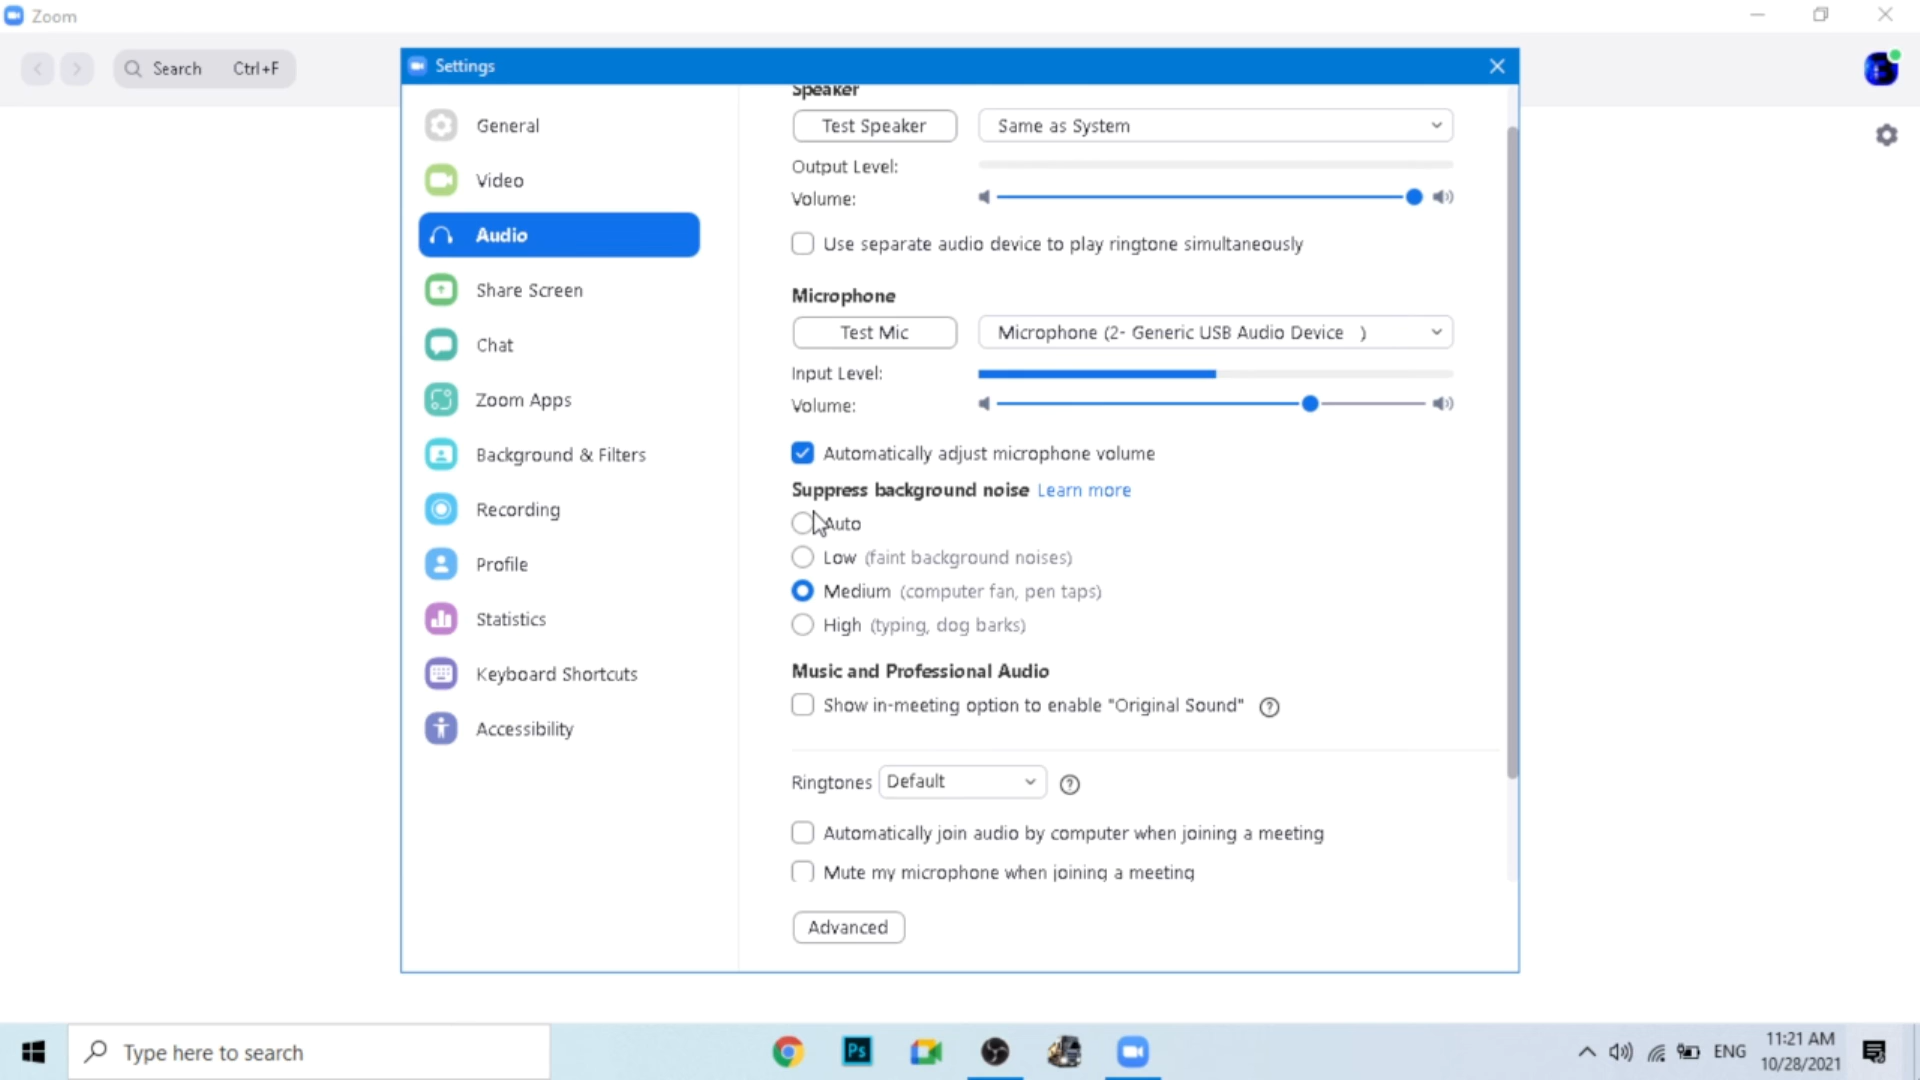 Zoom
Search Ctrl+F
Settings
General
Video
Audio
Share Screen
Chat
Zoom Apps
Background & Filters
Recording
Profile
Statistics
Keyboard Shortcuts
Accessibility
Speaker
Test Speaker Same as System
Output Level:
Volume:
Use separate audio device to play ringtone simultaneously
Microphone
Test Mic Microphone (2- Generic USB Audio Device )
Input Level:
Volume:
Automatically adjust microphone volume
Suppress background noise Learn more
Auto
Low (faint background noises)
Medium (computer fan, pen taps)
High (typing, dog barks)
Music and Professional Audio
Show in-meeting option to enable "Original Sound" ?
Ringtones Default ?
Automatically join audio by computer when joining a meeting
Mute my microphone when joining a meeting
Advanced
Type here to search
Ps
ENG
11:21 AM
10/28/2021